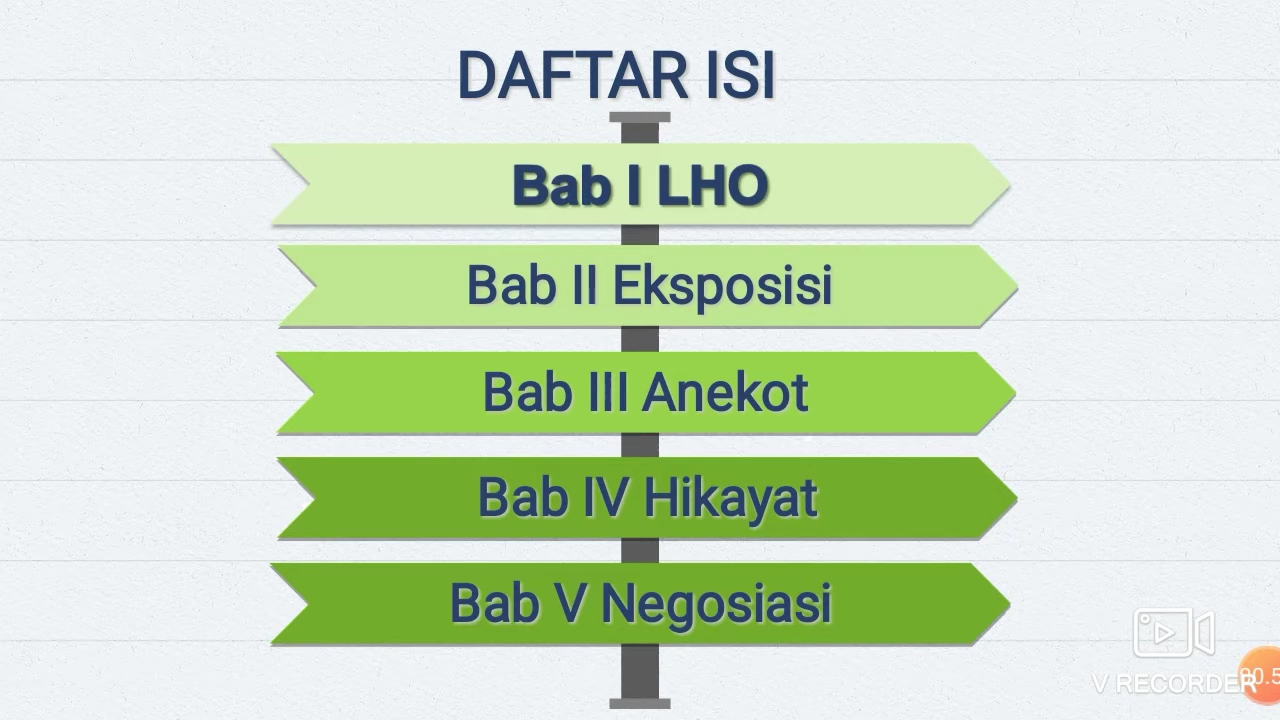 DAFTAR ISI
Bab I LHO
Bab II Eksposisi
Bab III Anekot
Bab IV Hikayat
Bab V Negosiasi
V RECORDER